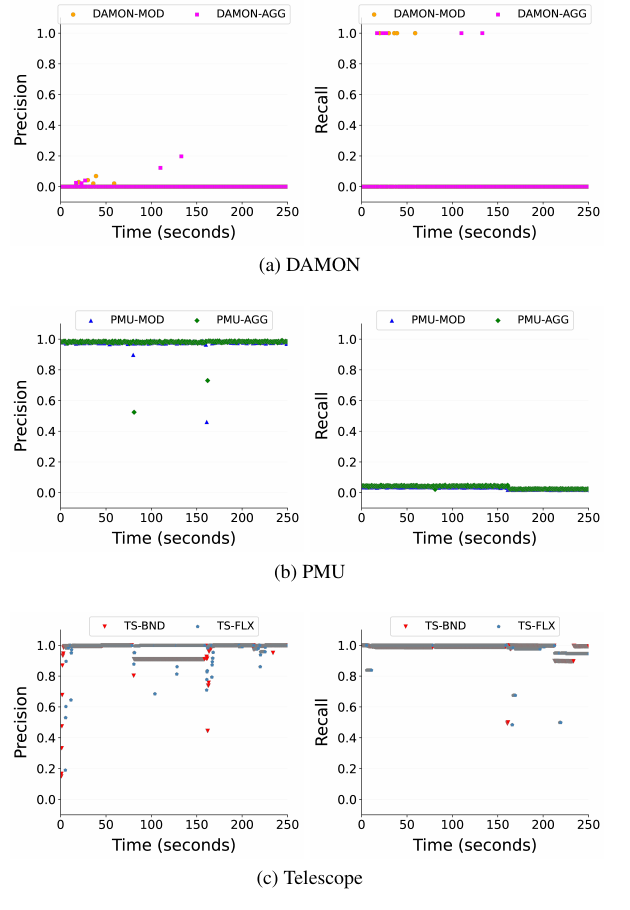 DAMON-MOD DAMON-AGG
Precision
1.0
0.8
0.6
0.4
0.2
0.0
0 50 100 150 200 250
Time (seconds)
DAMON-MOD DAMON-AGG
Recall
1.0
0.8
0.6
0.4
0.2
0.0
0 50 100 150 200 250
Time (seconds)
(a) DAMON
PMU-MOD PMU-AGG
Precision
1.0
0.8
0.6
0.4
0.2
0.0
0 50 100 150 200 250
Time (seconds)
PMU-MOD PMU-AGG
Recall
1.0
0.8
0.6
0.4
0.2
0.0
0 50 100 150 200 250
Time (seconds)
(b) PMU
TS-BND TS-FLX
Precision
1.0
0.8
0.6
0.4
0.2
0.0
0 50 100 150 200 250
Time (seconds)
TS-BND TS-FLX
Recall
1.0
0.8
0.6
0.4
0.2
0.0
0 50 100 150 200 250
Time (seconds)
(c) Telescope